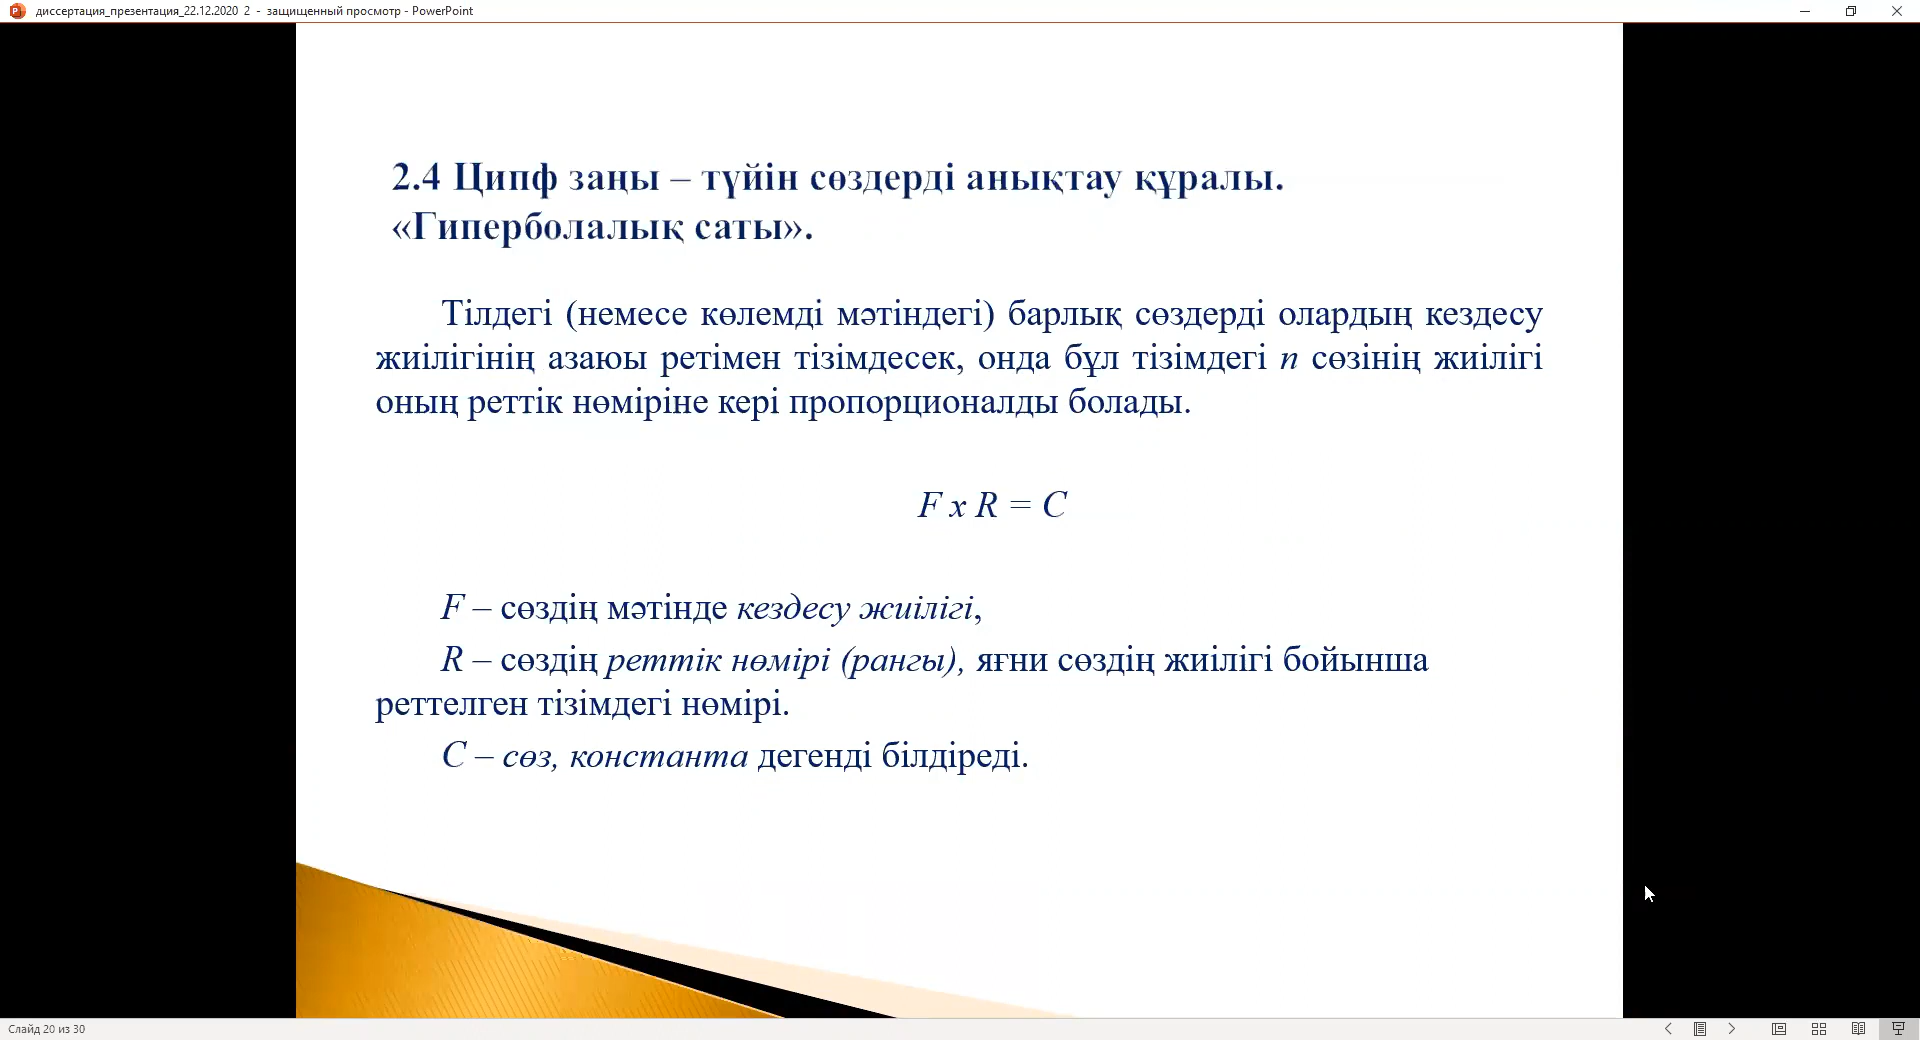 диссертация_презентация_22.12.2020 2 - защищенный просмотр - PowerPoint
2.4 Ципф заңы – түйін сөздерді анықтау құралы.
«Гиперболалық саты».
Тілдегі (немесе көлемді мәтіндегі) барлық сөздерді олардың кездесу
жиілігінің азаюы ретімен тізімдесек, онда бұл тізімдегі n сөзінің жиілігі
оның реттік нөміріне кері пропорционалды болады.
F x R = C
F – сөздің мәтінде кездесу жиілігі,
R – сөздің реттік нөмірі (рангы), яғни сөздің жиілігі бойынша
реттелген тізімдегі нөмірі.
C – сөз, константа дегенді білдіреді.
Слайд 20 из 30